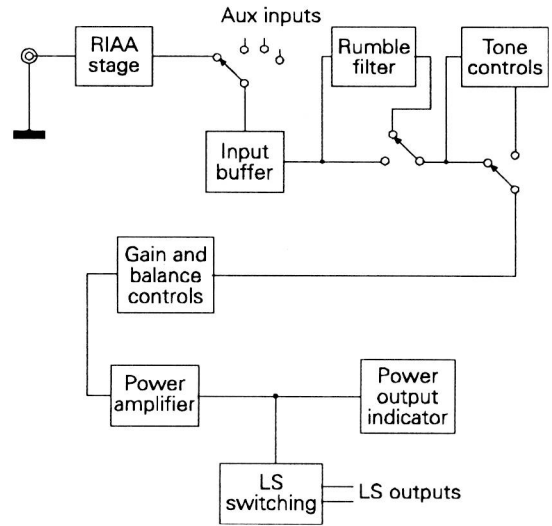 Aux inputs
RIAA
stage
Rumble
filter
Tone
controls
Input
buffer
Gain and
balance
controls
Power
amplifier
Power
output
indicator
LS
switching
LS outputs